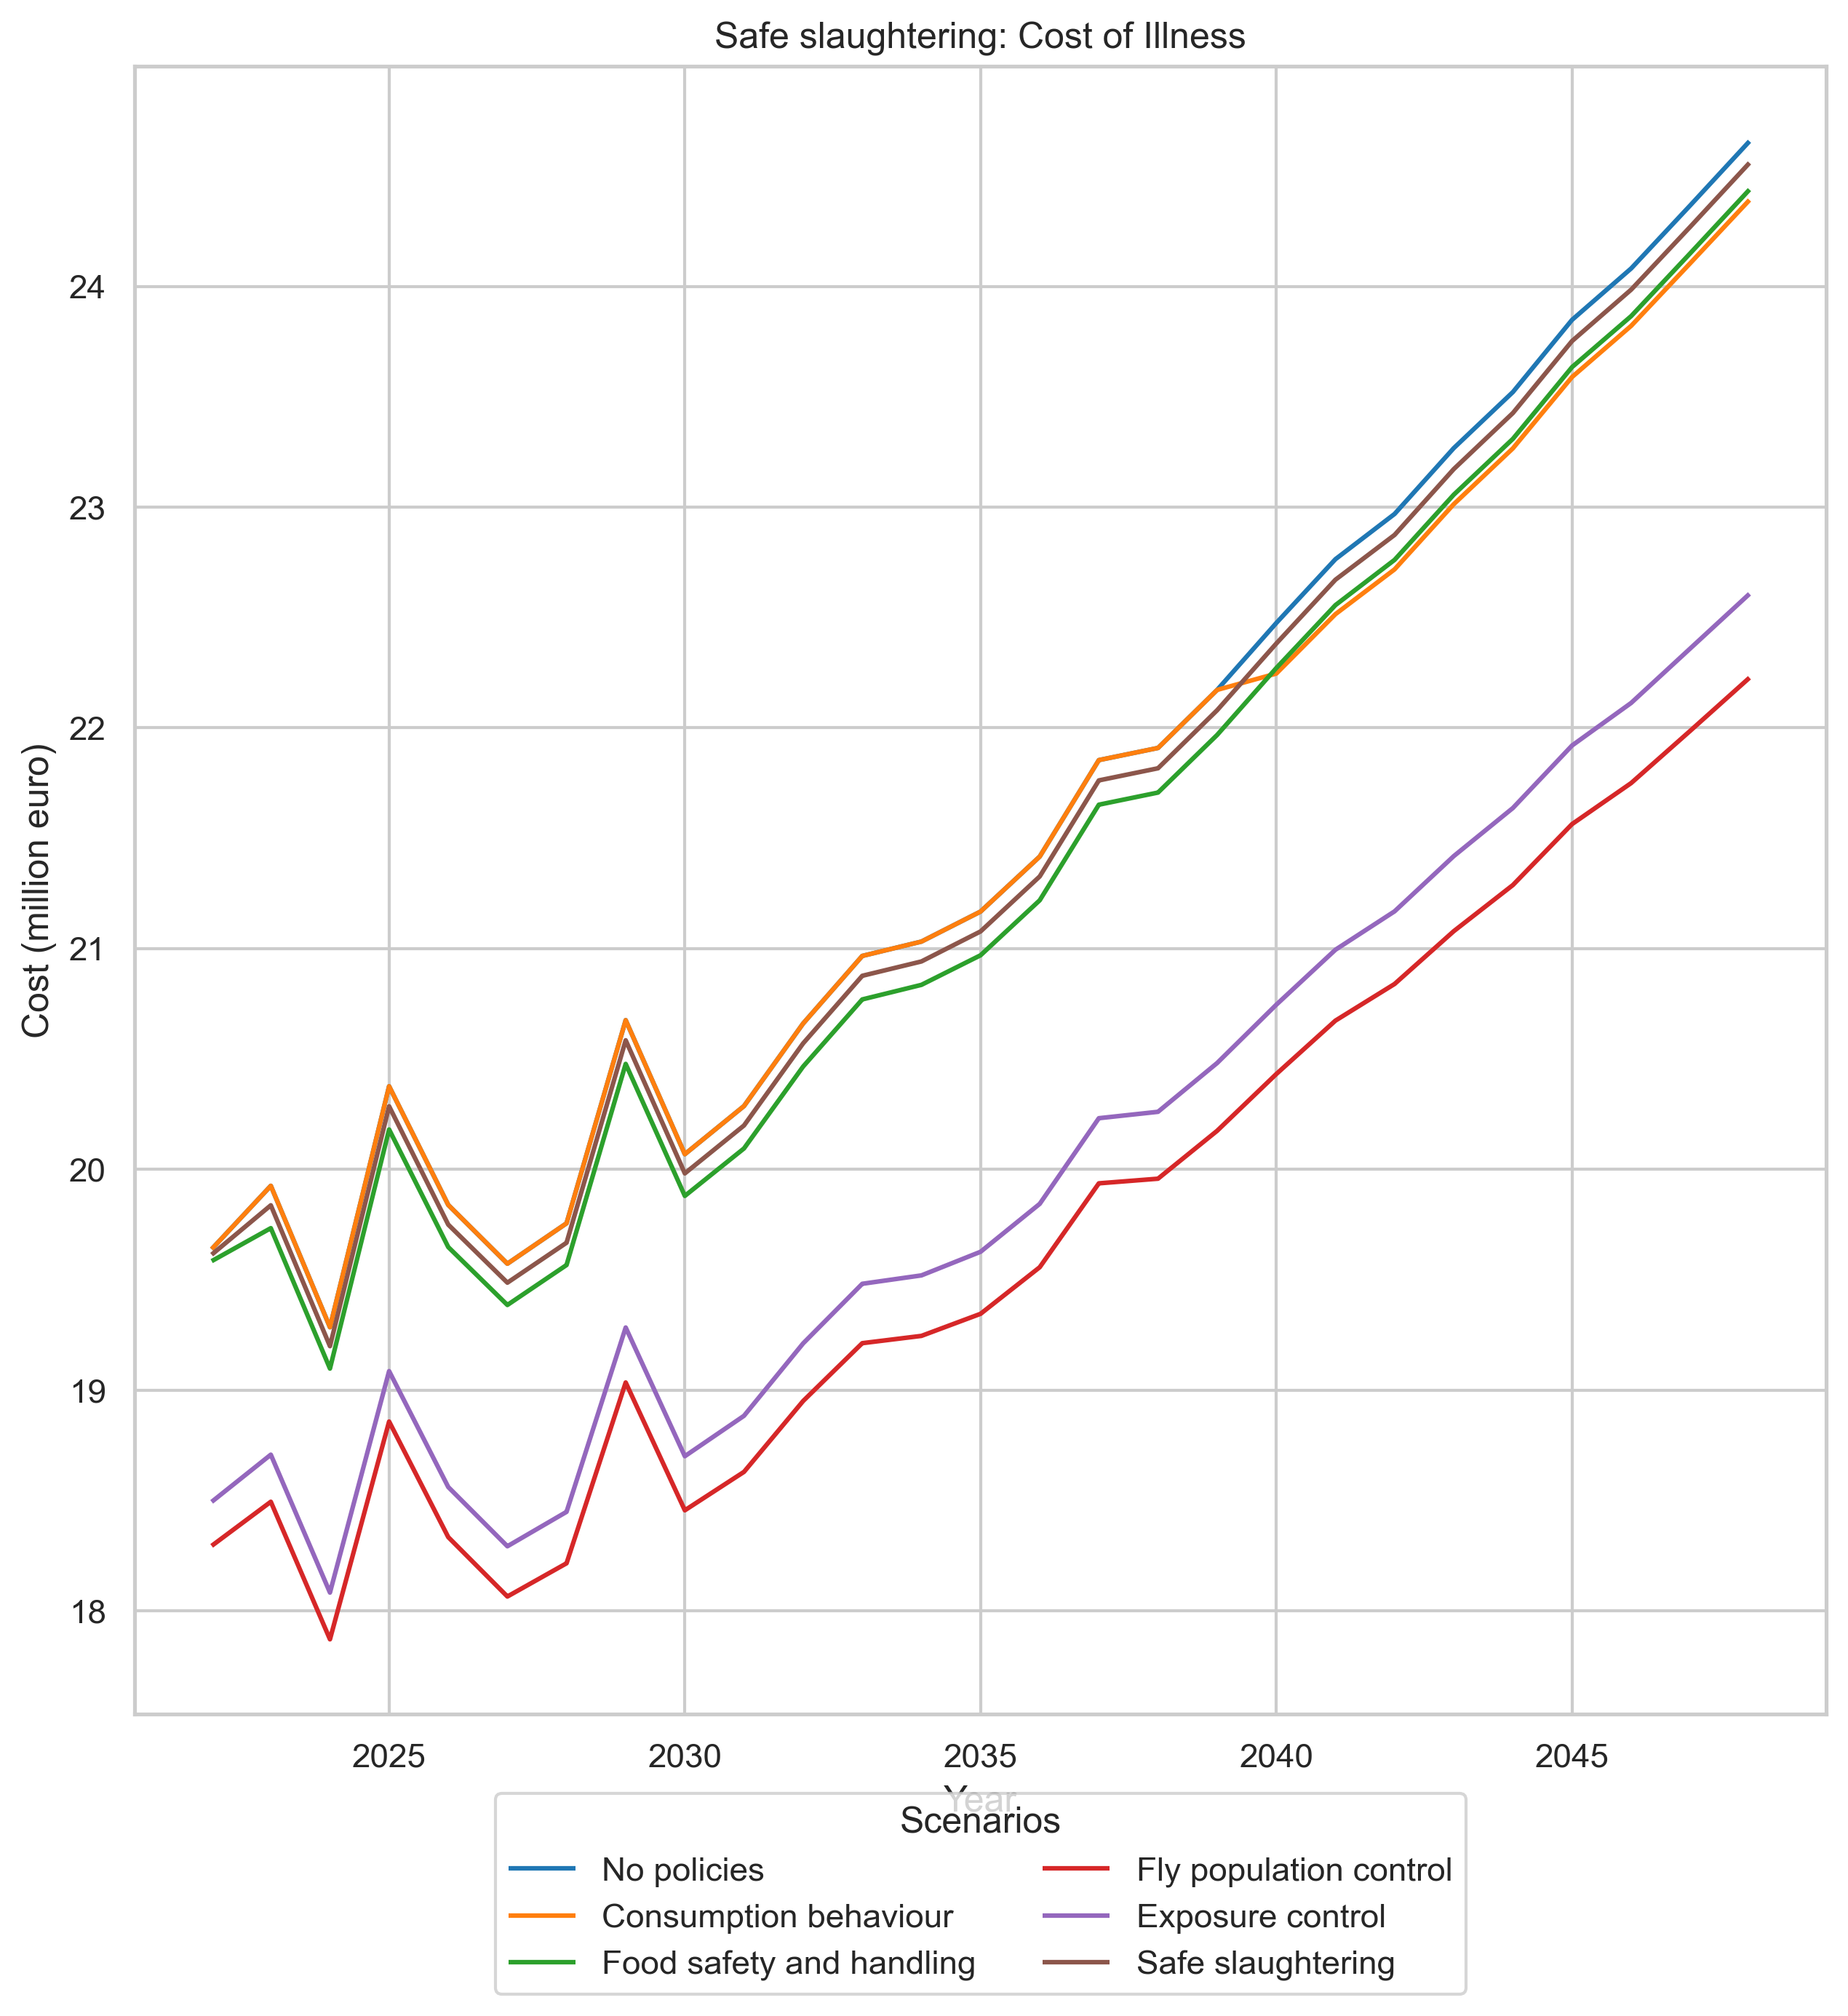 Safe slaughtering: Cost of Illness
Cost (million euro)
24
23
22
21
20
19
18
2025 2030 2035 2040 2045
Year
Scenarios
No policies Fly population control
Consumption behaviour Exposure control
Food safety and handling Safe slaughtering